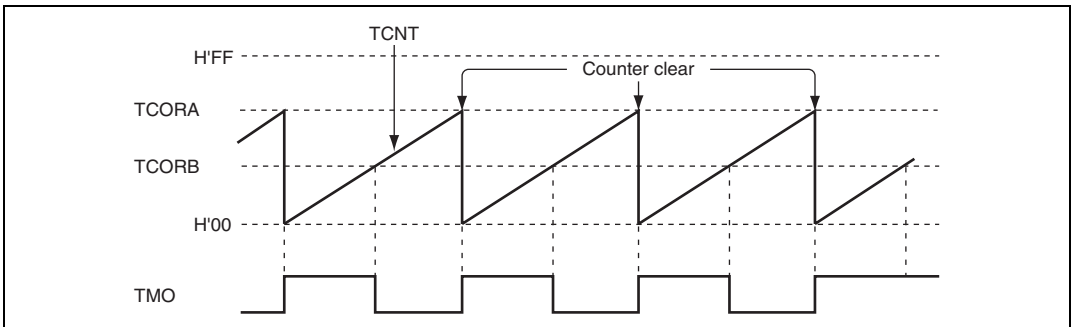 TCNT
H'FF
Counter clear
TCORA
TCORB
H'00
TMO